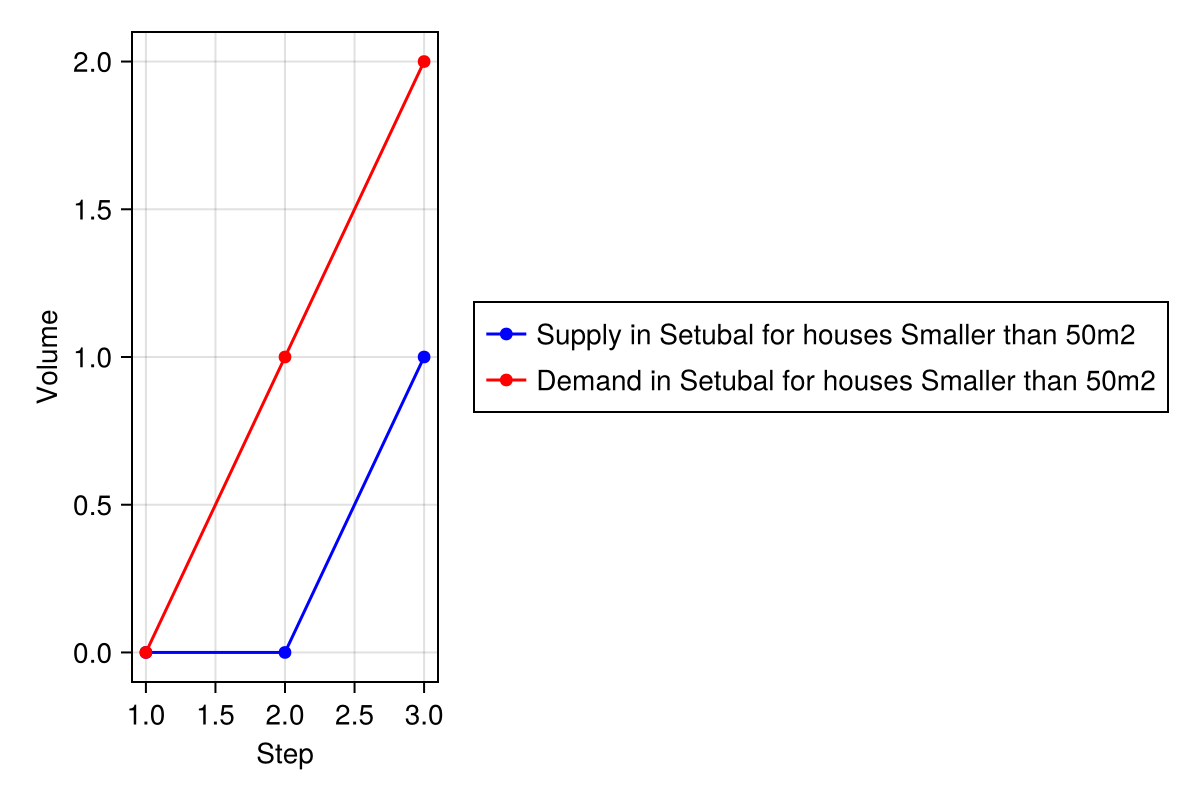 2.0
1.5
1.0
0.5
0.0
Volume
1.0 1.5 2.0 2.5 3.0
Step
Supply in Setubal for houses Smaller than 50m2
Demand in Setubal for houses Smaller than 50m2